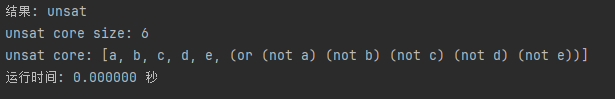 结果: unsat
unsat core size: 6
unsat core: [a, b, c, d, e, (or (not a) (not b) (not c) (not d) (not e))]
运行时间: 0.000000 秒